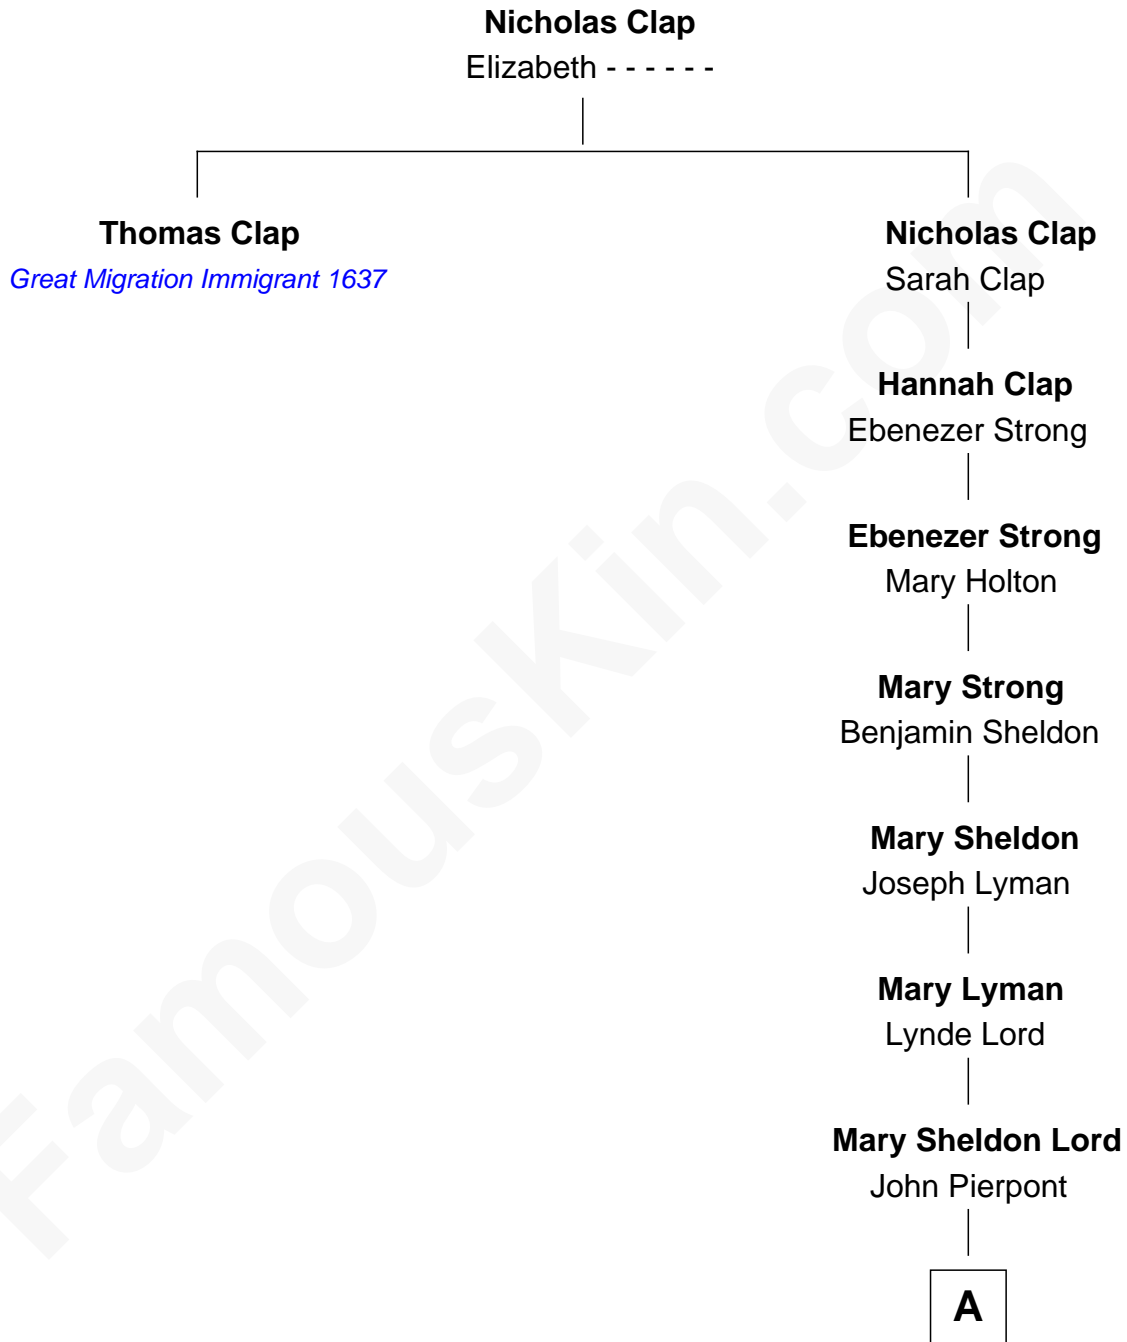 Nicholas Clap
Elizabeth - - - - - -
Thomas Clap
Great Migration Immigrant 1637
Nicholas Clap
Sarah Clap
Hannah Clap
Ebenezer Strong
Ebenezer Strong
Mary Holton
Mary Strong
Benjamin Sheldon
Mary Sheldon
Joseph Lyman
Mary Lyman
Lynde Lord
Mary Sheldon Lord
John Pierpont
A
FamousKin.com